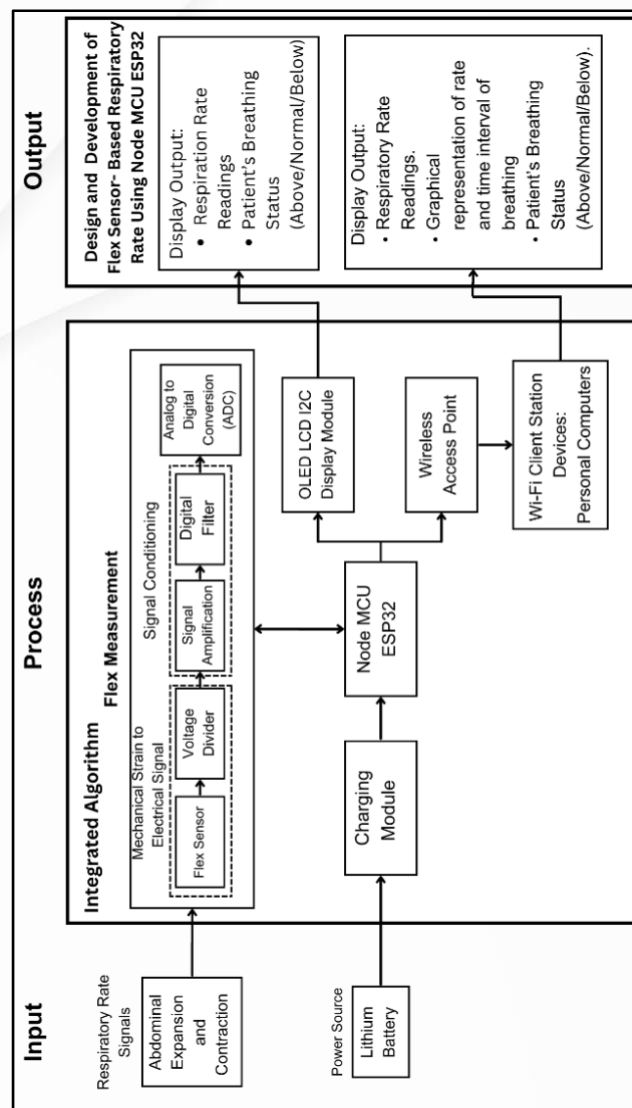 Input
Process
Output
Respiratory Rate
Signals
Abdominal
Expansion
and
Contraction
Power Source
Lithium
Battery
Integrated Algorithm
Flex Measurement
Mechanical Strain to
Electrical Signal
Flex Sensor
Voltage
Divider
Signal Conditioning
Signal
Amplification
Digital
Filter
Analog to
Digital
Conversion
(ADC)
Charging
Module
Node MCU
ESP32
OLED LCD I2C
Display Module
Wireless
Access Point
Wi-Fi Client Station
Devices:
Personal Computers
Design and Development of
Flex Sensor- Based Respiratory
Rate Using Node MCU ESP32
Display Output:
• Respiration Rate
Readings
• Patient's Breathing
Status
(Above/Normal/Below)
Display Output:
• Respiratory Rate
Readings.
• Graphical
representation of rate
and time interval of
breathing
• Patient's Breathing
Status
(Above/Normal/Below).